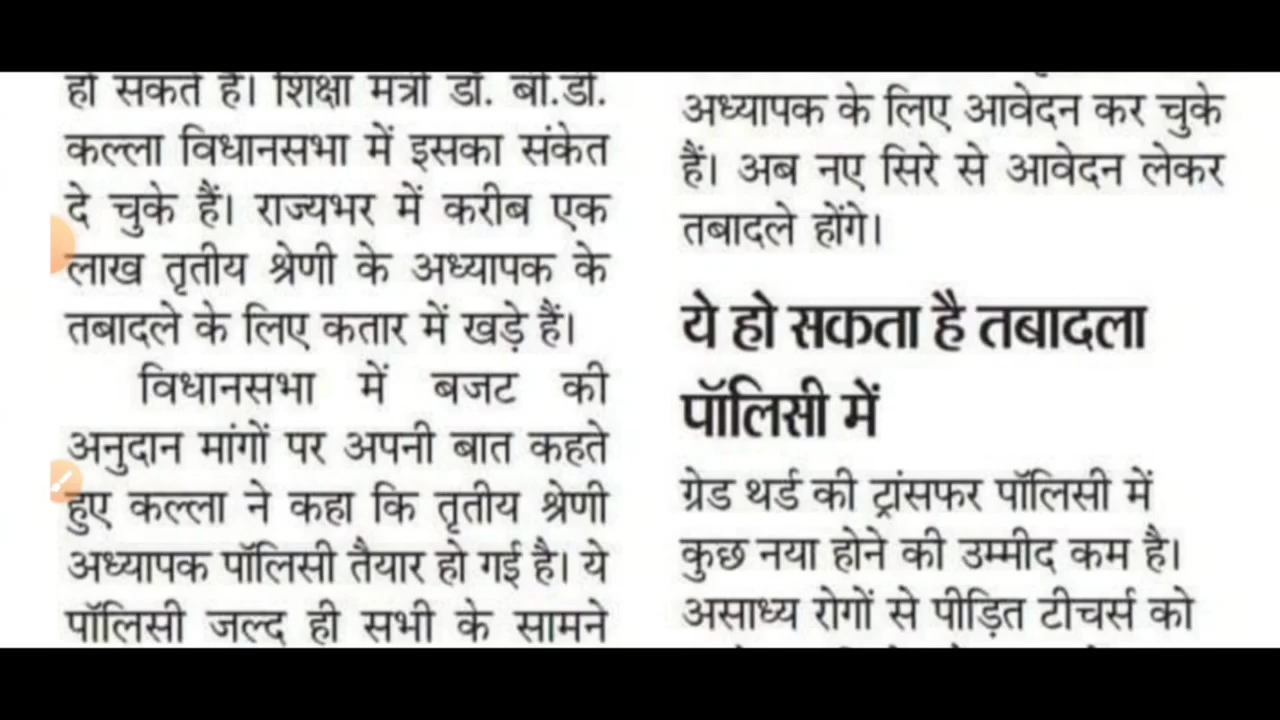 हो सकते हैं। शिक्षा मंत्री डॉ. बी.डी.
कल्ला विधानसभा में इसका संकेत
दे चुके हैं। राज्यभर में करीब एक
लाख तृतीय श्रेणी के अध्यापक के
तबादले के लिए कतार में खड़े हैं।
विधानसभा में बजट की
अनुदान मांगों पर अपनी बात कहते
हुए कल्ला ने कहा कि तृतीय श्रेणी
अध्यापक पॉलिसी तैयार हो गई है। ये
पॉलिसी जल्द ही सभी के सामने
अध्यापक के लिए आवेदन कर चुके
हैं। अब नए सिरे से आवेदन लेकर
तबादले होंगे।
ये हो सकता है तबादला
पॉलिसी में
ग्रेड थर्ड की ट्रांसफर पॉलिसी में
कुछ नया होने की उम्मीद कम है।
असाध्य रोगों से पीड़ित टीचर्स को